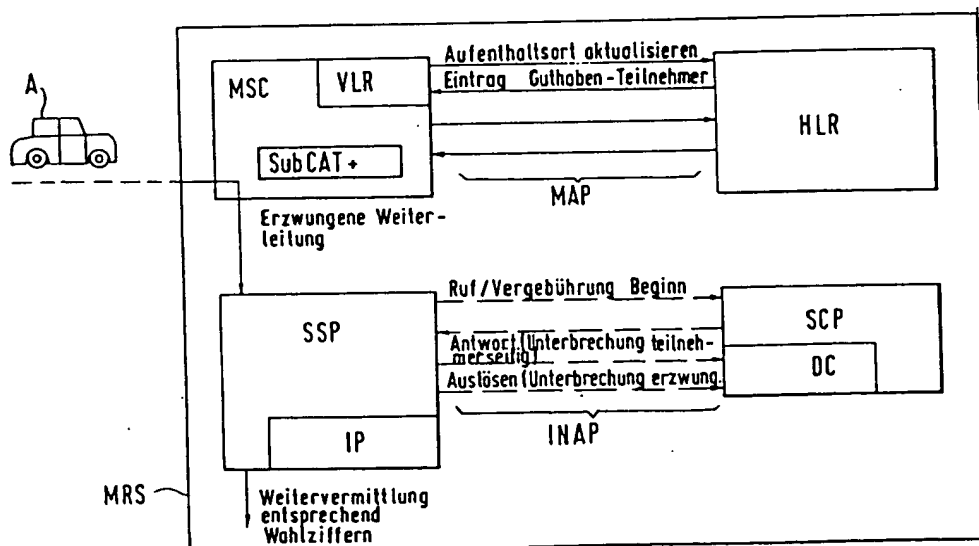 A
MSC
VLR
SubCAT +
Aufenthaltsort aktualisieren
Eintrag Guthaben-Teilnehmer
HLR
MAP
Erzwungene Weiter-
leitung
SSP
IP
Ruf/Vergebührung Beginn
Antwort (Unterbrechung teilneh-
merseitig)
Auslösen (Unterbrechung erzwung.
INAP
SCP
DC
MRS
Weitervermittlung
entsprechend
Wahlziffern